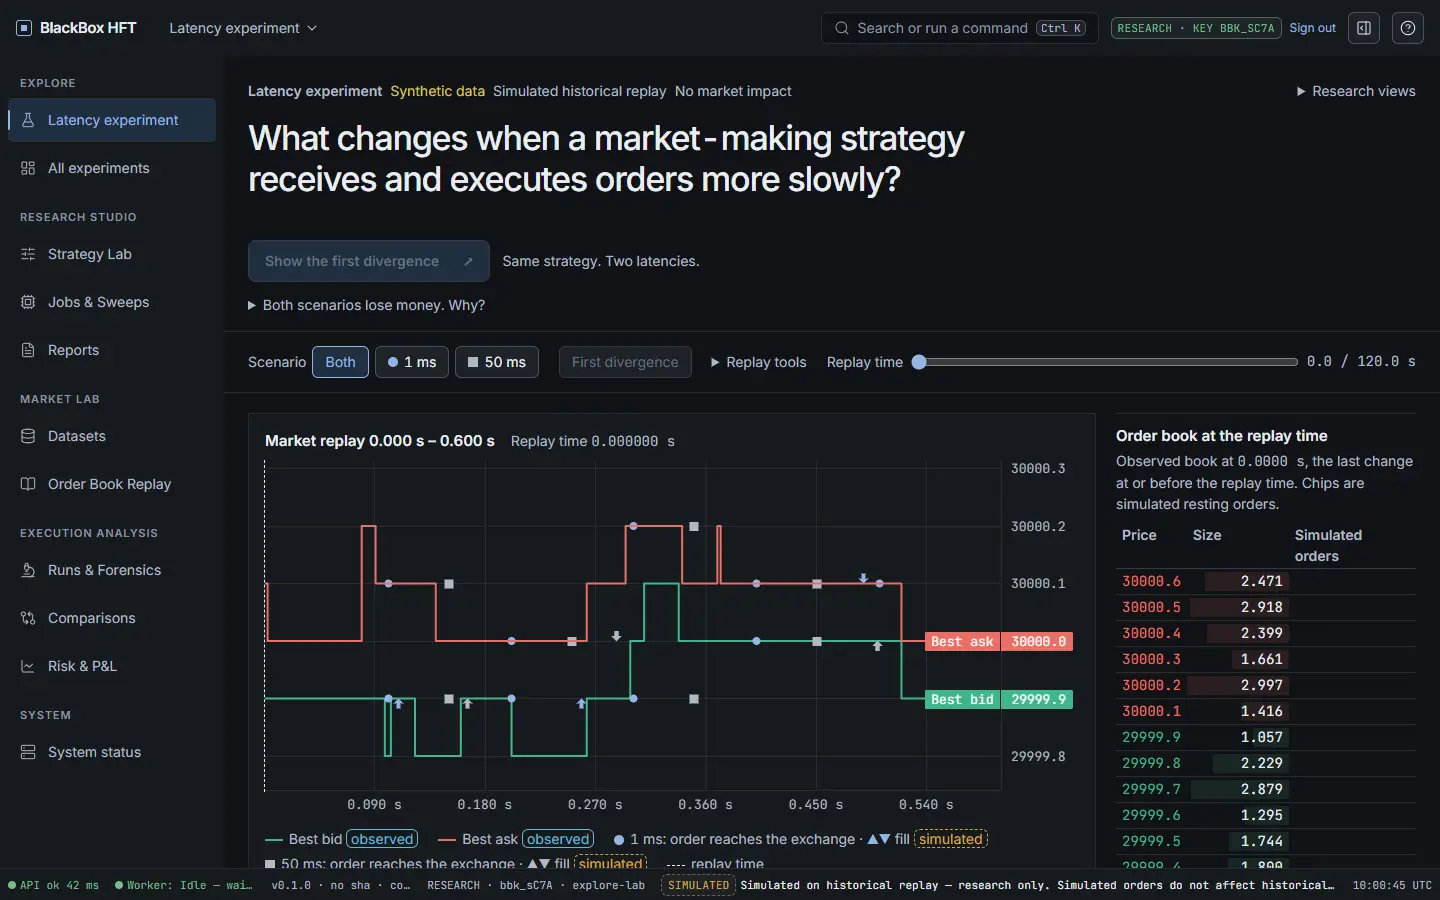 BlackBox HFT
Latency experiment
Search or run a command Ctrl K
RESEARCH · KEY BBK_SC7A
Sign out
EXPLORE
Latency experiment
All experiments
RESEARCH STUDIO
Strategy Lab
Jobs & Sweeps
Reports
MARKET LAB
Datasets
Order Book Replay
EXECUTION ANALYSIS
Runs & Forensics
Comparisons
Risk & P&L
SYSTEM
System status
Latency experiment Synthetic data Simulated historical replay No market impact
Research views
What changes when a market-making strategy
receives and executes orders more slowly?
Show the first divergence ↗ Same strategy. Two latencies.
Both scenarios lose money. Why?
Scenario Both 1 ms 50 ms First divergence Replay tools Replay time 0.0 / 120.0 s
Market replay 0.000 s – 0.600 s Replay time 0.000000 s
30000.3
30000.2
30000.1
Best ask 30000.0
Best bid 29999.9
29999.8
0.090 s 0.180 s 0.270 s 0.360 s 0.450 s 0.540 s
Best bid observed Best ask observed 1 ms: order reaches the exchange · ▲▼ fill simulated
50 ms: order reaches the exchange · ▲▼ fill simulated replay time
Order book at the replay time
Observed book at 0.0000 s, the last change
at or before the replay time. Chips are
simulated resting orders.
Price Size Simulated
orders
30000.6 2.471
30000.5 2.918
30000.4 2.399
30000.3 1.661
30000.2 2.997
30000.1 1.416
29999.9 1.057
29999.8 2.229
29999.7 2.879
29999.6 1.295
29999.5 1.744
29999.4 1.800
API ok 42 ms Worker: Idle — wai… v0.1.0 · no sha · co… RESEARCH · bbk_sC7A · explore-lab SIMULATED Simulated on historical replay — research only. Simulated orders do not affect historical… 10:00:45 UTC